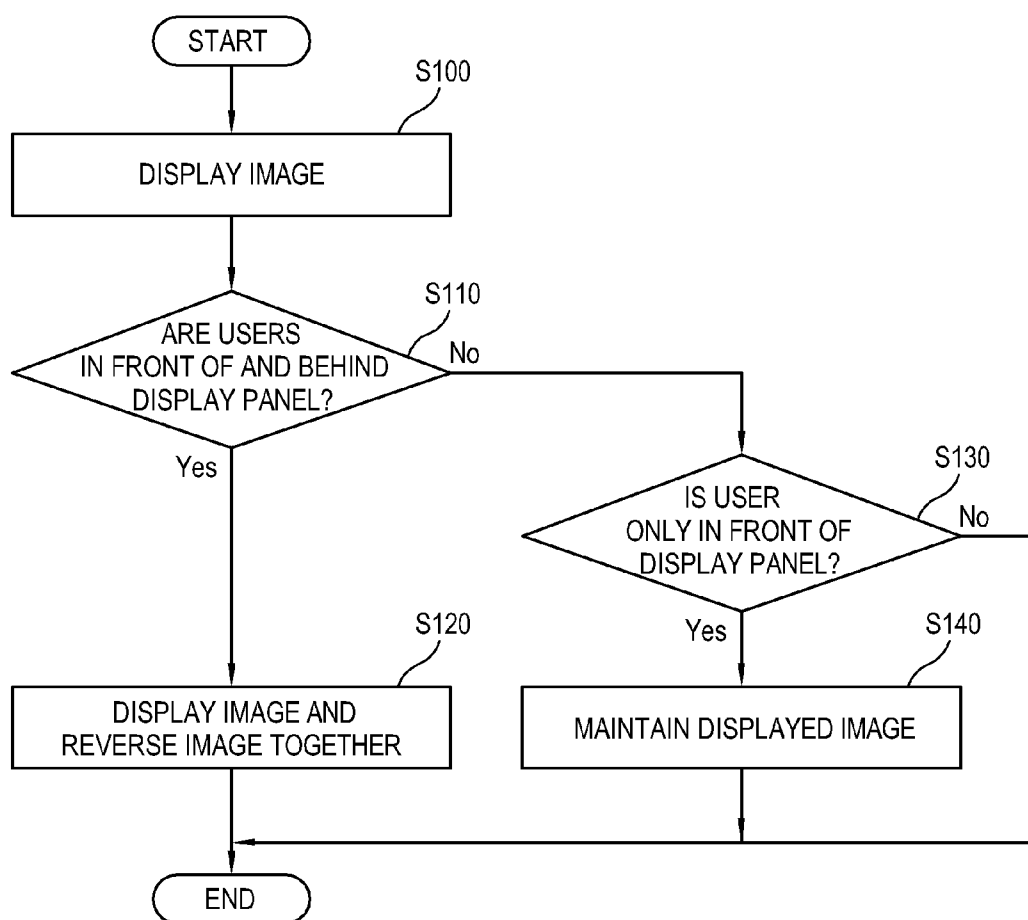 START
S100
DISPLAY IMAGE
S110
ARE USERS
IN FRONT OF AND BEHIND
DISPLAY PANEL?
No
Yes
S130
IS USER
ONLY IN FRONT OF
DISPLAY PANEL?
No
Yes
S120
DISPLAY IMAGE AND
REVERSE IMAGE TOGETHER
S140
MAINTAIN DISPLAYED IMAGE
END